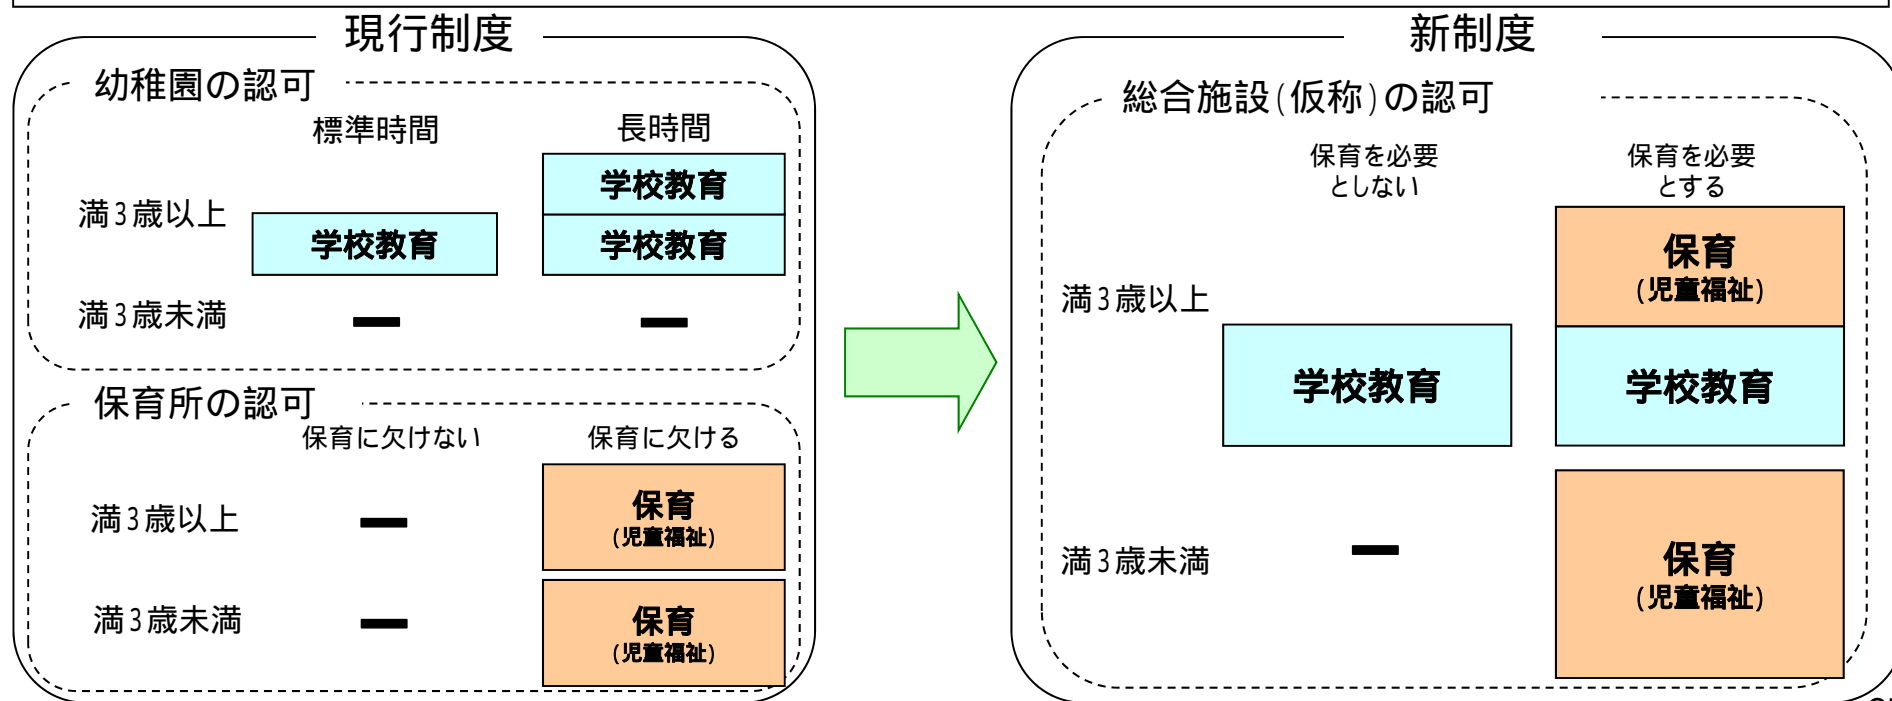 現行制度
幼稚園の認可
標準時間
長時間
満3歳以上
学校教育
学校教育
学校教育
満3歳未満
ー
ー
保育所の認可
保育に欠けない
保育に欠ける
満3歳以上
ー
保育
(児童福祉)
満3歳未満
ー
保育
(児童福祉)
新制度
総合施設(仮称)の認可
保育を必要
としない
保育を必要
とする
満3歳以上
保育
(児童福祉)
学校教育
学校教育
満3歳未満
ー
保育
(児童福祉)